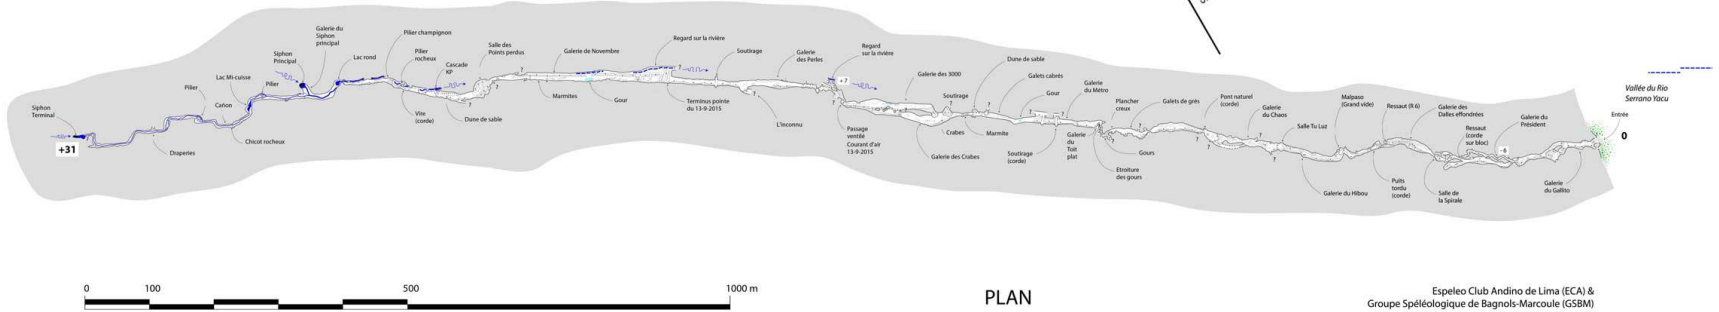 Siphon
Terminal
+31
Draperies
Pilier
Canon
Lac Mi-cuisse
Chicot rocheux
Pilier
Siphon
Principal
Galerie du
Siphon
principal
Lac rond
Pilier champignon
Pilier
rocheux
Vite
(corde)
Cascade
KP
Dune de sable
Salle des
Points perdus
?
?
Marmites
Galerie de Novembre
Gour
Regard sur la rivière
?
Terminus pointe
du 13-9-2015
Soutirage
?
L'inconnu
Galerie
des Perles
+ ?
Regard
sur la rivière
?
Passage
ventilé
Courant d'air
13-9-2015
Galerie des 3000
Galerie des Crabes
Soutirage
?
Crabes
?
Marmite
Dune de sable
?
Galets cabrés
Soutirage
(corde)
Gour
Galerie
du Métro
?
Galerie
du
Toit
plat
Plancher
creux
Etroiture
des gours
?
Gours
Galets de grès
Pont naturel
(corde)
?
Galerie
du Chaos
?
Salle Tu Luz
Galerie du Hibou
Malpaso
(Grand vide)
Puits
tordu
(corde)
Ressaut (R 6)
Galerie des
Dalles effondrées
Salle de
la Spirale
Ressaut
(corde
sur bloc)
- 6
Galerie du
Président
Galerie
du Gallito
Entrée
0
Vallée du Rio
Serrano Yacu
0
100
500
1000 m
PLAN
Espeleo Club Andino de Lima (ECA) &
Groupe Spéléologique de Bagnols-Marcoule (GSBM)